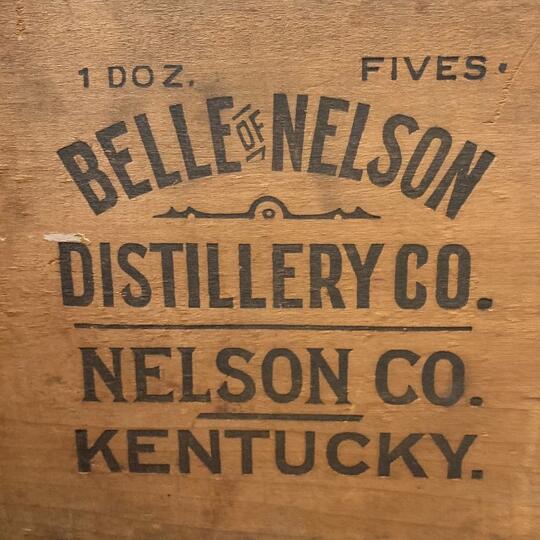 1 DOZ. FIVES.
BELLE OF NELSON
DISTILLERY CO.
NELSON CO.
KENTUCKY.